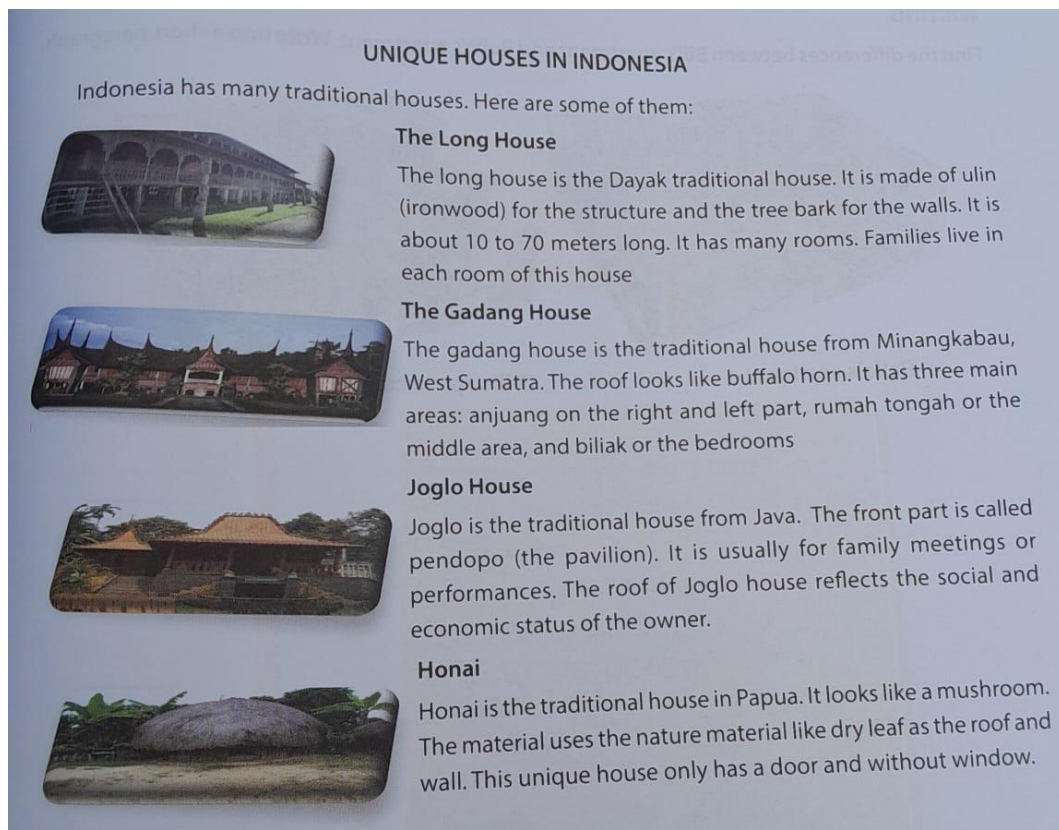 UNIQUE HOUSES IN INDONESIA
Indonesia has many traditional houses. Here are some of them:
The Long House
The long house is the Dayak traditional house. It is made of ulin
(ironwood) for the structure and the tree bark for the walls. It is
about 10 to 70 meters long. It has many rooms. Families live in
each room of this house
The Gadang House
The gadang house is the traditional house from Minangkabau,
West Sumatra. The roof looks like buffalo horn. It has three main
areas: anjuang on the right and left part, rumah tongah or the
middle area, and biliak or the bedrooms
Joglo House
Joglo is the traditional house from Java. The front part is called
pendopo (the pavilion). It is usually for family meetings or
performances. The roof of Joglo house reflects the social and
economic status of the owner.
Honai
Honai is the traditional house in Papua. It looks like a mushroom.
The material uses the nature material like dry leaf as the roof and
wall. This unique house only has a door and without window.